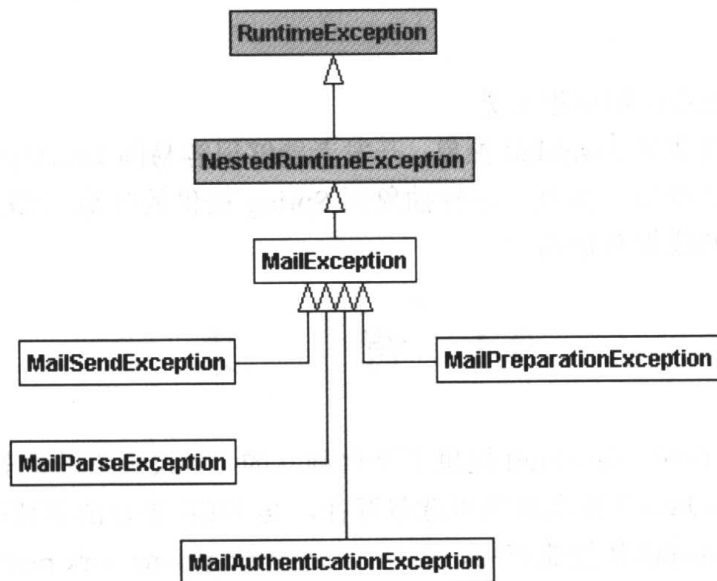 RuntimeException
NestedRuntimeException
MailException
MailSendException
MailPreparationException
MailParseException
MailAuthenticationException